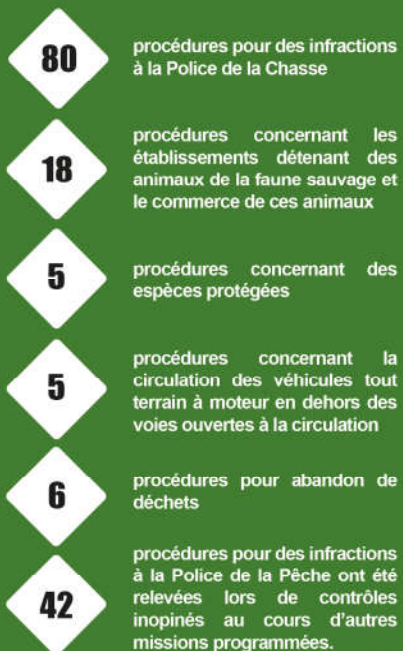 80
procédures pour des infractions
à la Police de la Chasse
18
procédures concernant les
établissements détenant des
animaux de la faune sauvage et
le commerce de ces animaux
5
procédures concernant des
espèces protégées
5
procédures concernant la
circulation des véhicules tout
terrain à moteur en dehors des
voies ouvertes à la circulation
6
procédures pour abandon de
déchets
42
procédures pour des infractions
à la Police de la Pêche ont été
relevées lors de contrôles
inopinés au cours d'autres
missions programmées.